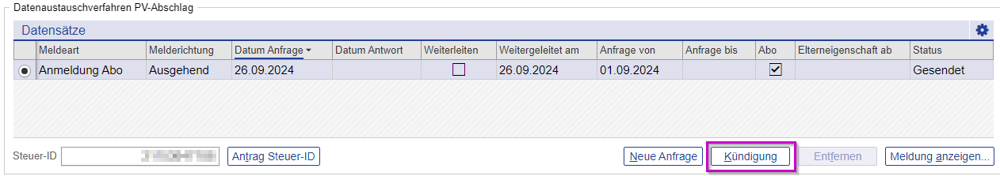 Datenaustauschverfahren PV-Abschlag
Datensätze
Meldeart Melderichtung Datum Anfrage Datum Antwort Weiterleiten Weitergeleitet am Anfrage von Anfrage bis Abo Elterneigenschaft ab Status
Anmeldung Abo Ausgehend 26.09.2024 26.09.2024 01.09.2024 Gesendet
Steuer-ID Antrag Steuer-ID Neue Anfrage Kündigung Entfernen Meldung anzeigen...